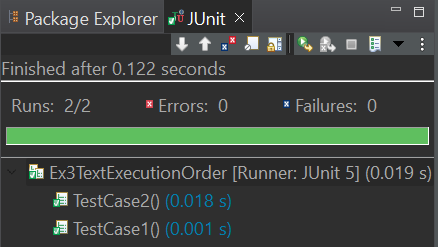 Package Explorer JUnit
Finished after 0.122 seconds
Runs: 2/2 Errors: 0 Failures: 0
Ex3TextExecutionOrder [Runner: JUnit 5] (0.019 s)
TestCase2() (0.018 s)
TestCase1() (0.001 s)